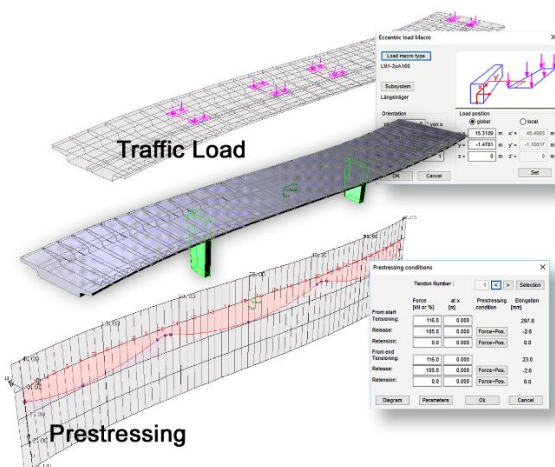 Eccentric load Macro
Load macro type
LM1-2xA160
Subsystem
Längsträger
Orientation
Load position
global
local
15.3189 m x' = 45.4093 m
y = -1.4781 m y' = -1.10017 m
z = 0 m z' = 0 m
Set
OK Cancel
Traffic Load
Prestressing conditions
Tendon Number : 1 < > Selection
Force at x Prestressing Elongation
[kN or %] [m] condition [mm]
From start
Tensioning: 116.0 0.000 297.8
Release: 105.0 0.000 Force+Pos. -2.6
Retension: 0.0 0.000 Force+Pos. 0.0
From end
Tensioning: 116.0 0.000 23.0
Release: 105.0 0.000 Force+Pos. -2.6
Retension: 0.0 0.000 Force+Pos. 0.0
Diagram Parameters Ok Cancel
Prestressing